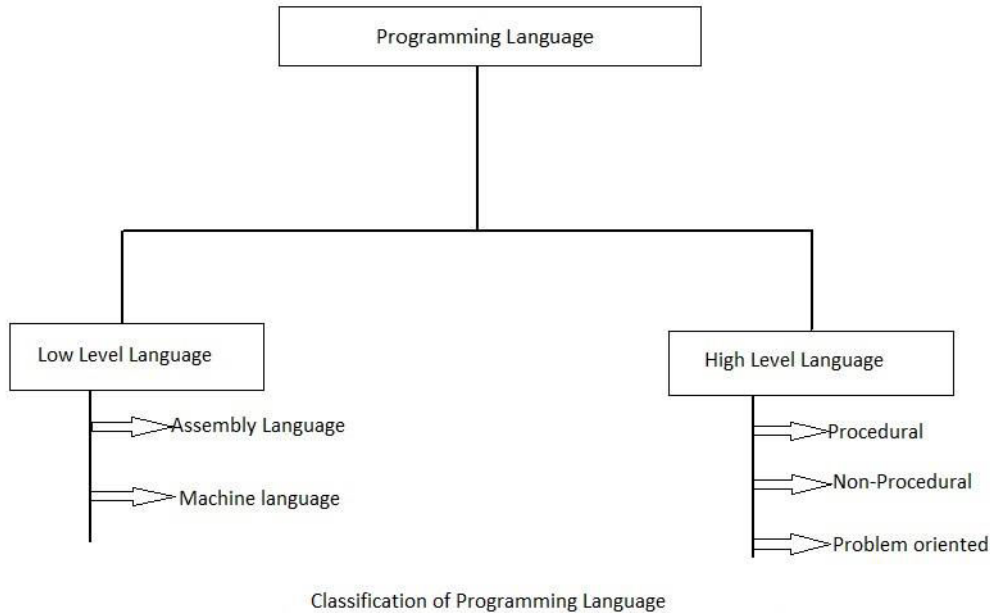 Programming Language
Low Level Language
Assembly Language
Machine language
High Level Language
Procedural
Non-Procedural
Problem oriented
Classification of Programming Language